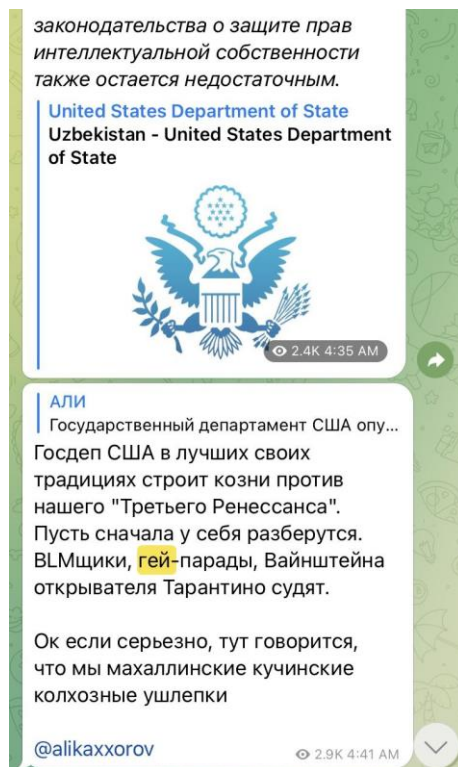 законодательства о защите прав
интеллектуальной собственности
также остается недостаточным.
United States Department of State
Uzbekistan - United States Department
of State
2.4K 4:35 AM
АЛИ
Государственный департамент США опу...
Госдеп США в лучших своих
традициях строит козни против
нашего "Третьего Ренессанса".
Пусть сначала у себя разберутся.
BLMщики, гей-парады, Вайнштейна
открывателя Тарантино судят.
Ок если серьезно, тут говорится,
что мы махаллинские кучинские
колхозные ушлепки
@alikaxxorov
2.9K 4:41 AM